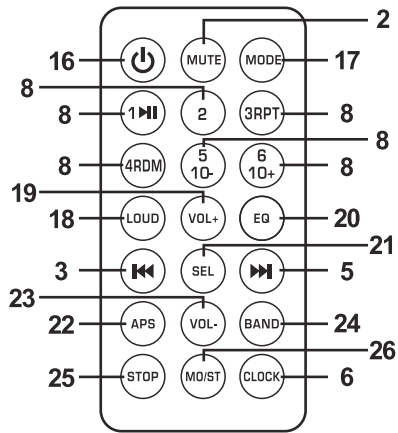 2
16 MUTE MODE 17
8
8 1 2 3RPT 8
8
8 4RDM 5 10- 6 10+ 8
19
18 LOUD VOL+ EQ 20
21
3 SEL 5
23
22 APS VOL- BAND 24
26
25 STOP MO/ST CLOCK 6